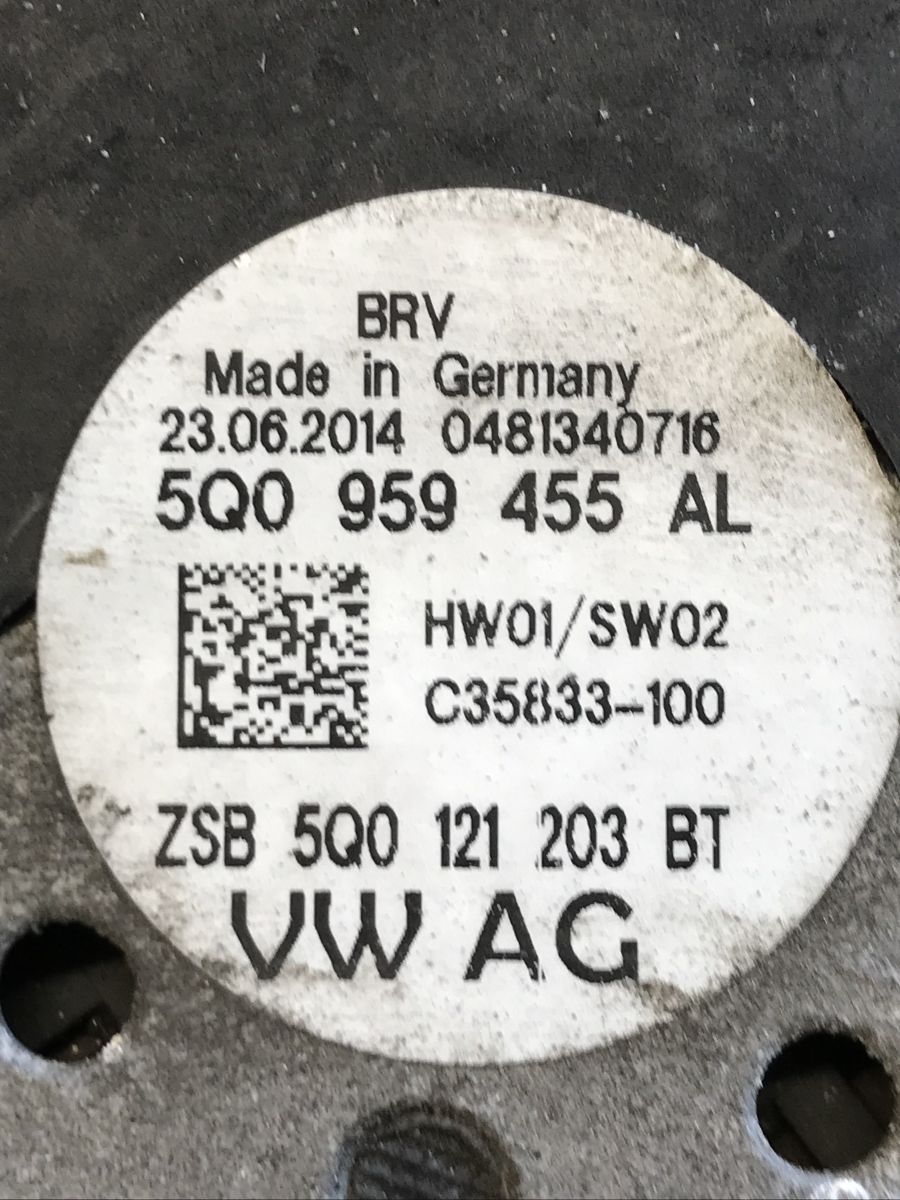 BRV
Made in Germany
23.06.2014 0481340716
5Q0 959 455 AL
HW01/SW02
C35833-100
ZSB 5Q0 121 203 BT
VW AG